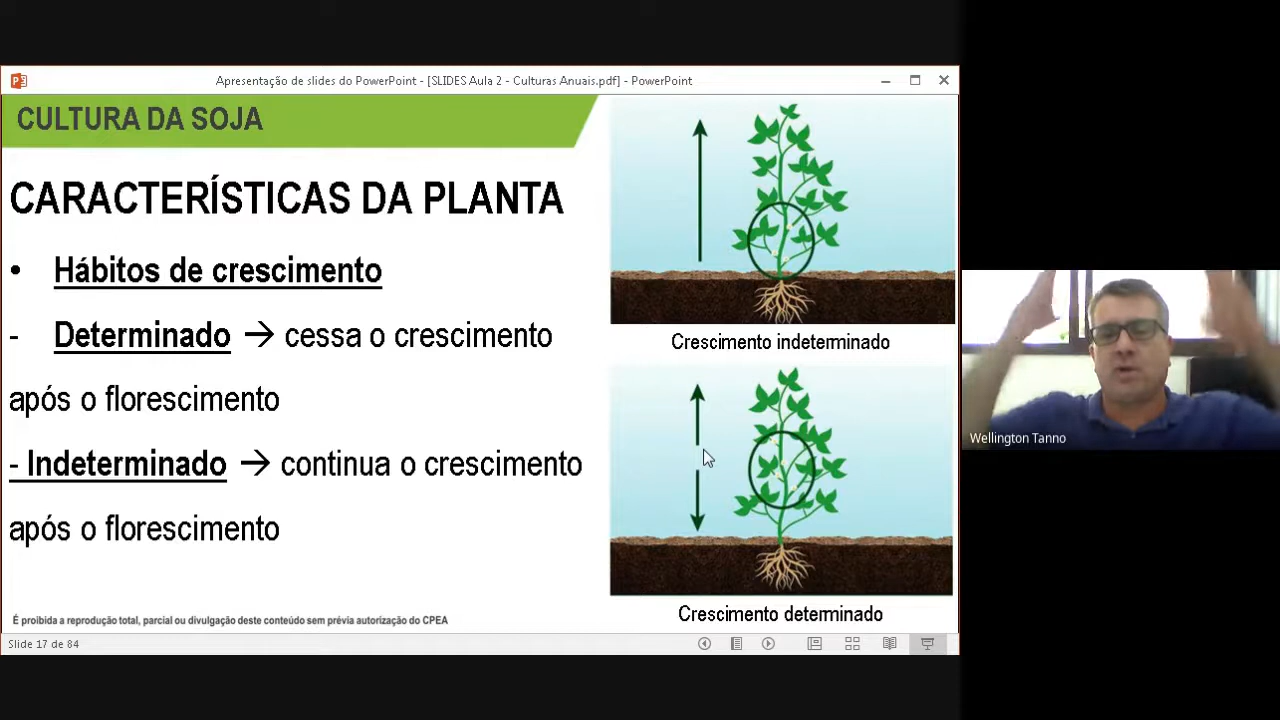 Apresentação de slides do PowerPoint - [SLIDES Aula 2 - Culturas Anuais.pdf] - PowerPoint
CULTURA DA SOJA
CARACTERÍSTICAS DA PLANTA
• Hábitos de crescimento
- Determinado → cessa o crescimento
após o florescimento
- Indeterminado → continua o crescimento
após o florescimento
Crescimento indeterminado
Crescimento determinado
É proibida a reprodução total, parcial ou divulgação deste conteúdo sem prévia autorização do CPEA
Slide 17 de 84
Wellington Tanno